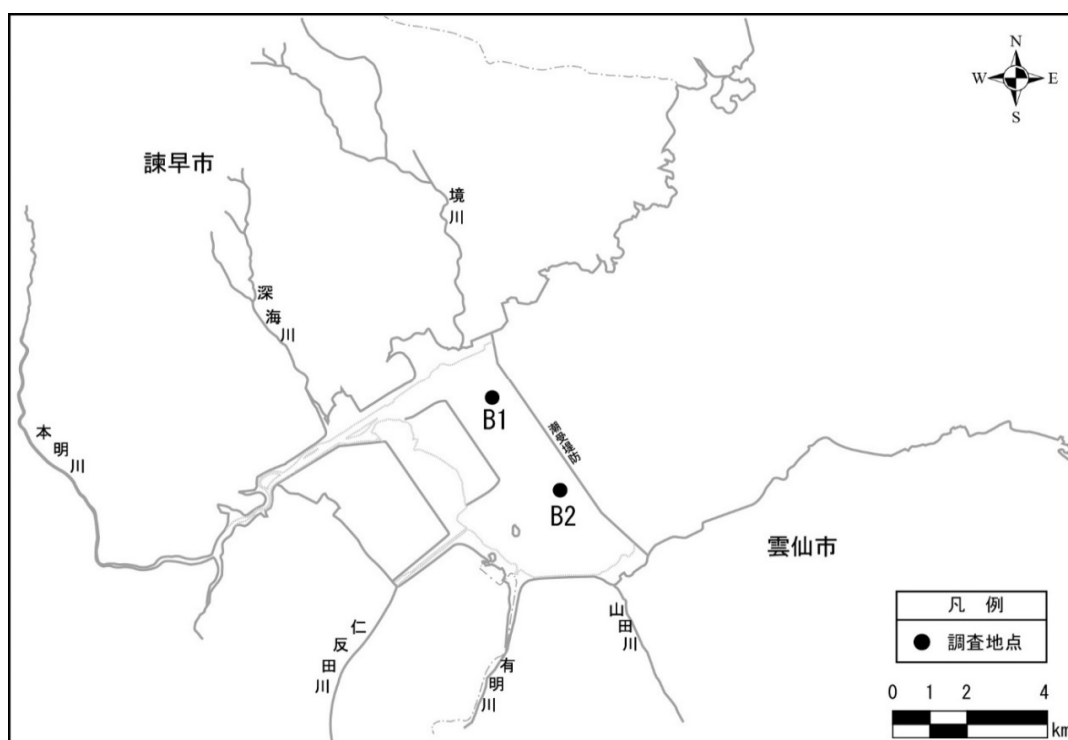 N
W E
S
諫早市
境川
深海川
本明川
B1
潮受堤防
B2
雲仙市
仁反田川
有明川
山田川
凡 例
● 調査地点
0 1 2 4
km